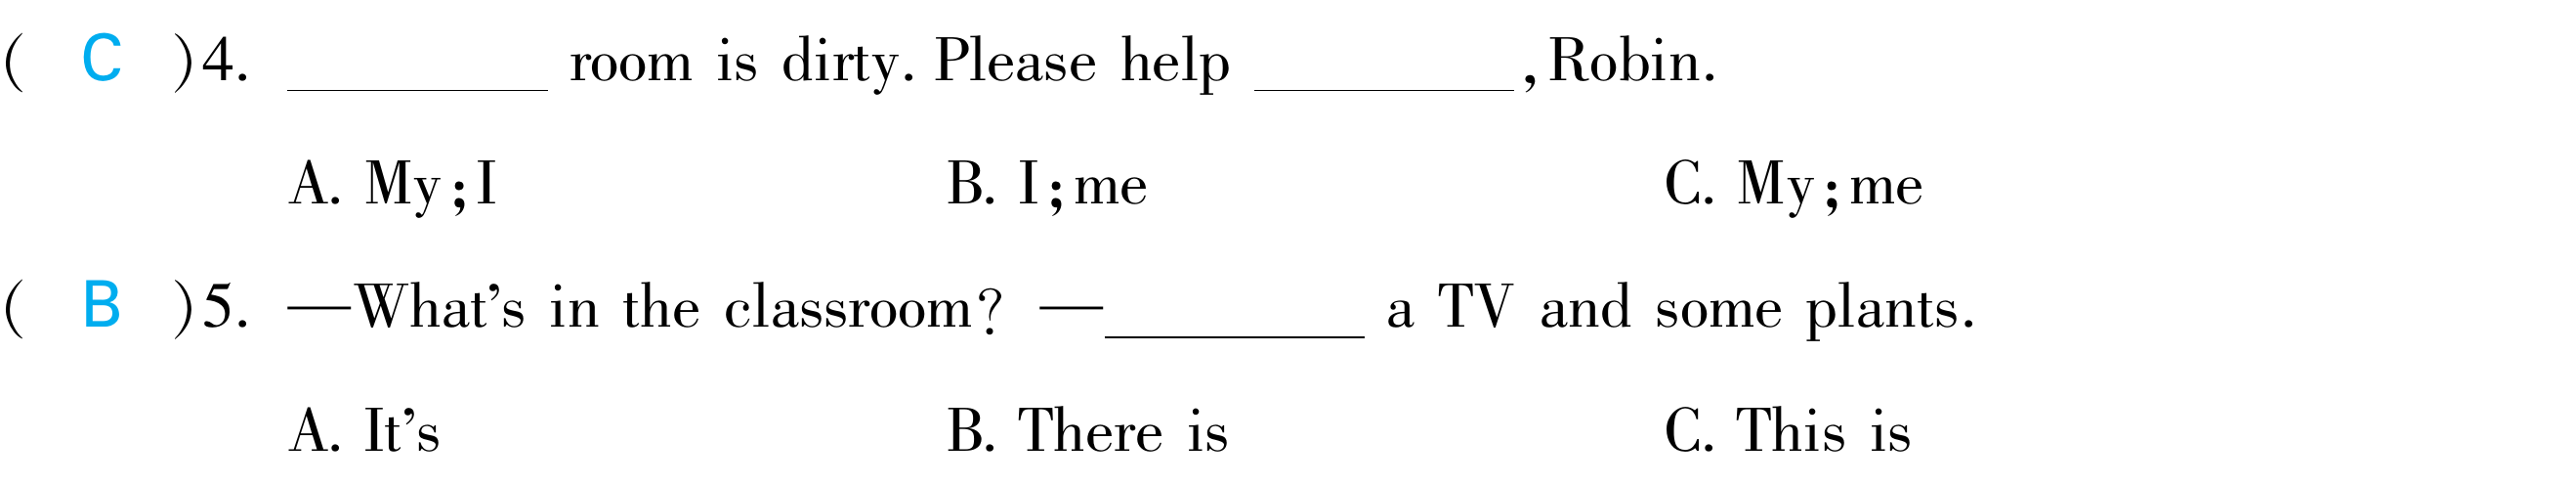 ( C )4. ________ room is dirty. Please help ________, Robin.
A. My;I B. I;me C. My;me
( B )5. —What's in the classroom? —________ a TV and some plants.
A. It's B. There is C. This is